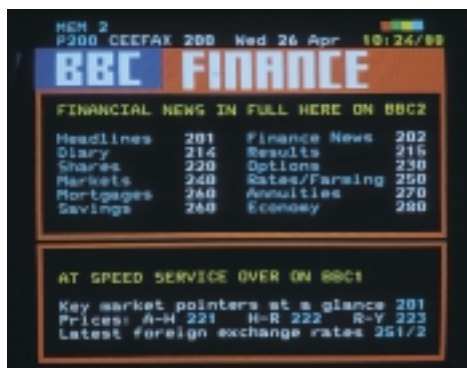 MEM 2
P200 CEEFAX 200 Wed 26 Apr 10:24/00
BBC FINANCE
FINANCIAL NEWS IN FULL HERE ON BBC2
Headlines 201 Finance News 202
Diary 214 Results 215
Shares 220 Options 230
Markets 240 Rates/Farming 250
Mortgages 260 Annuities 270
Savings 260 Economy 280
AT SPEED SERVICE OVER ON BBC1
Key market pointers at a glance 201
Prices: A-H 221 H-R 222 R-Y 223
Latest foreign exchange rates 251/2